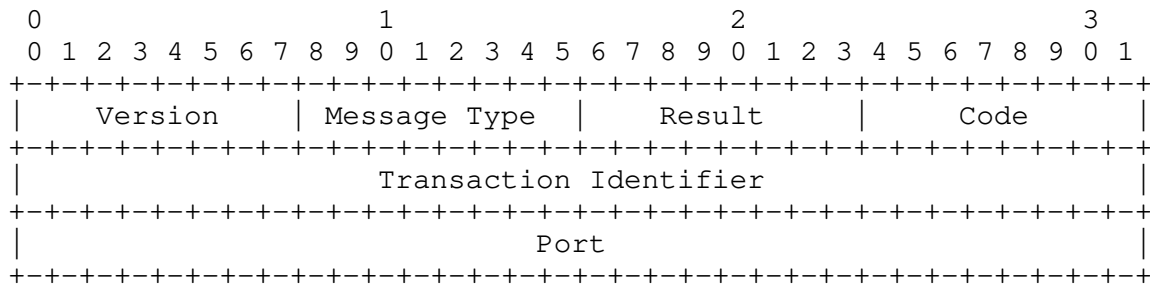 0                   1                   2                   3
 0 1 2 3 4 5 6 7 8 9 0 1 2 3 4 5 6 7 8 9 0 1 2 3 4 5 6 7 8 9 0 1
+-+-+-+-+-+-+-+-+-+-+-+-+-+-+-+-+-+-+-+-+-+-+-+-+-+-+-+-+-+-+-+-+
|    Version    | Message Type  |    Result     |     Code      |
+-+-+-+-+-+-+-+-+-+-+-+-+-+-+-+-+-+-+-+-+-+-+-+-+-+-+-+-+-+-+-+-+
|                    Transaction Identifier                     |
+-+-+-+-+-+-+-+-+-+-+-+-+-+-+-+-+-+-+-+-+-+-+-+-+-+-+-+-+-+-+-+-+
|                             Port                              |
+-+-+-+-+-+-+-+-+-+-+-+-+-+-+-+-+-+-+-+-+-+-+-+-+-+-+-+-+-+-+-+-+